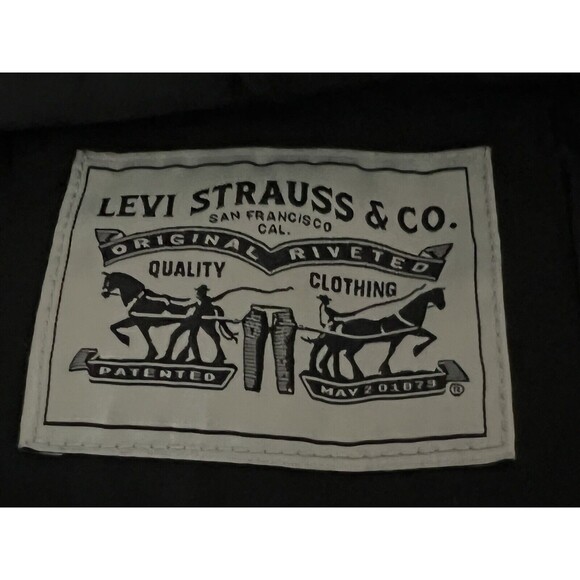 LEVI STRAUSS & CO.
SAN FRANCISCO
CAL.
ORIGINAL RIVETED
QUALITY CLOTHING
PATENTED MAY 20 1873 ®